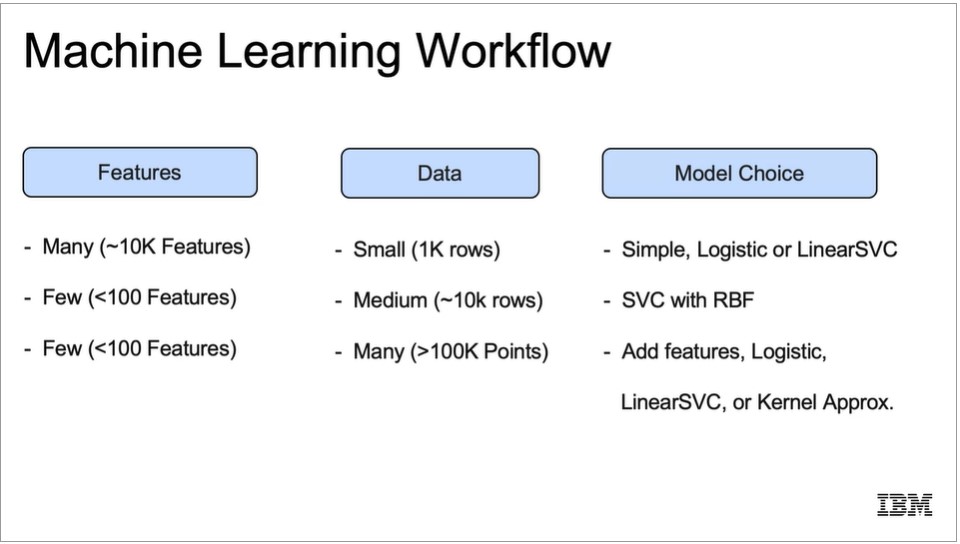 Machine Learning Workflow
Features
Data
Model Choice
- Many (~10K Features)
- Small (1K rows)
- Simple, Logistic or LinearSVC
- Few (<100 Features)
- Medium (~10k rows)
- SVC with RBF
- Few (<100 Features)
- Many (>100K Points)
- Add features, Logistic,
LinearSVC, or Kernel Approx.
IBM